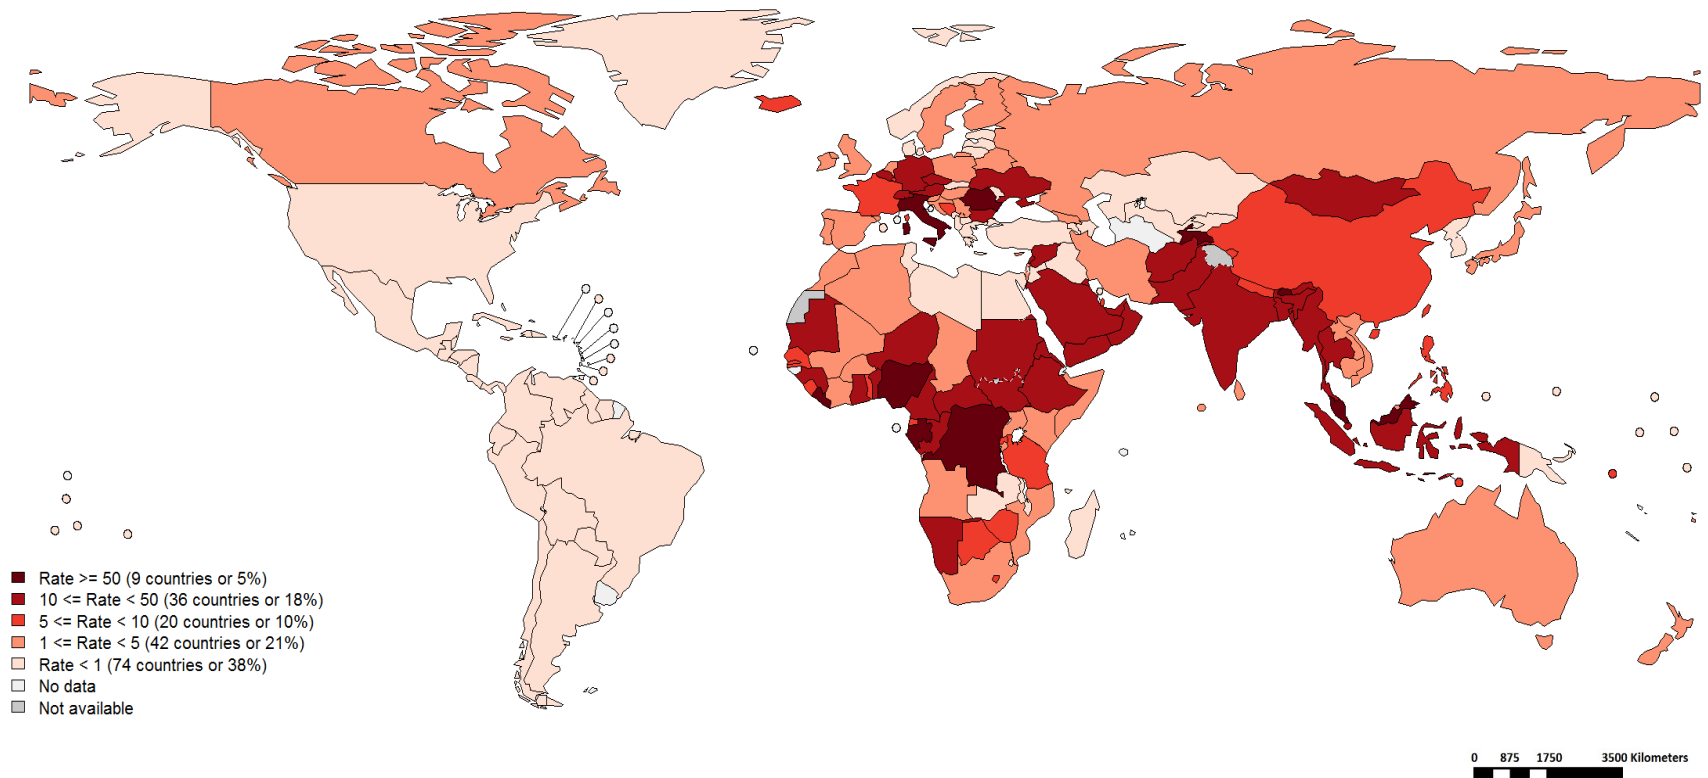 Rate >= 50 (9 countries or 5%)
10 <= Rate < 50 (36 countries or 18%)
5 <= Rate < 10 (20 countries or 10%)
1 <= Rate < 5 (42 countries or 21%)
Rate < 1 (74 countries or 38%)
No data
Not available
0 875 1750 3500 Kilometers